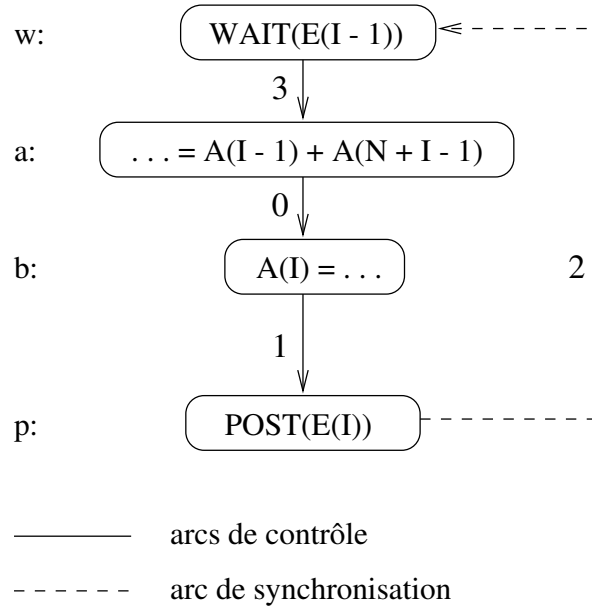 w: WAIT(E(I - 1))
3
a: . . . = A(I - 1) + A(N + I - 1)
0
b: A(I) = . . . 2
1
p: POST(E(I))
arcs de contrôle
arc de synchronisation